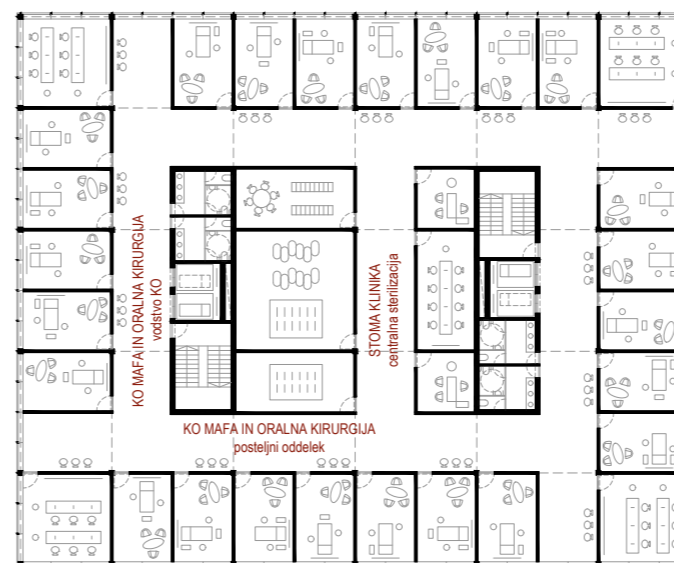 KO MAFA IN ORALNA KIRURGIJA
vodstvo KO
STOMA KLINIKA
centralna sterilizacija
KO MAFA IN ORALNA KIRURGIJA
posteljni oddelek